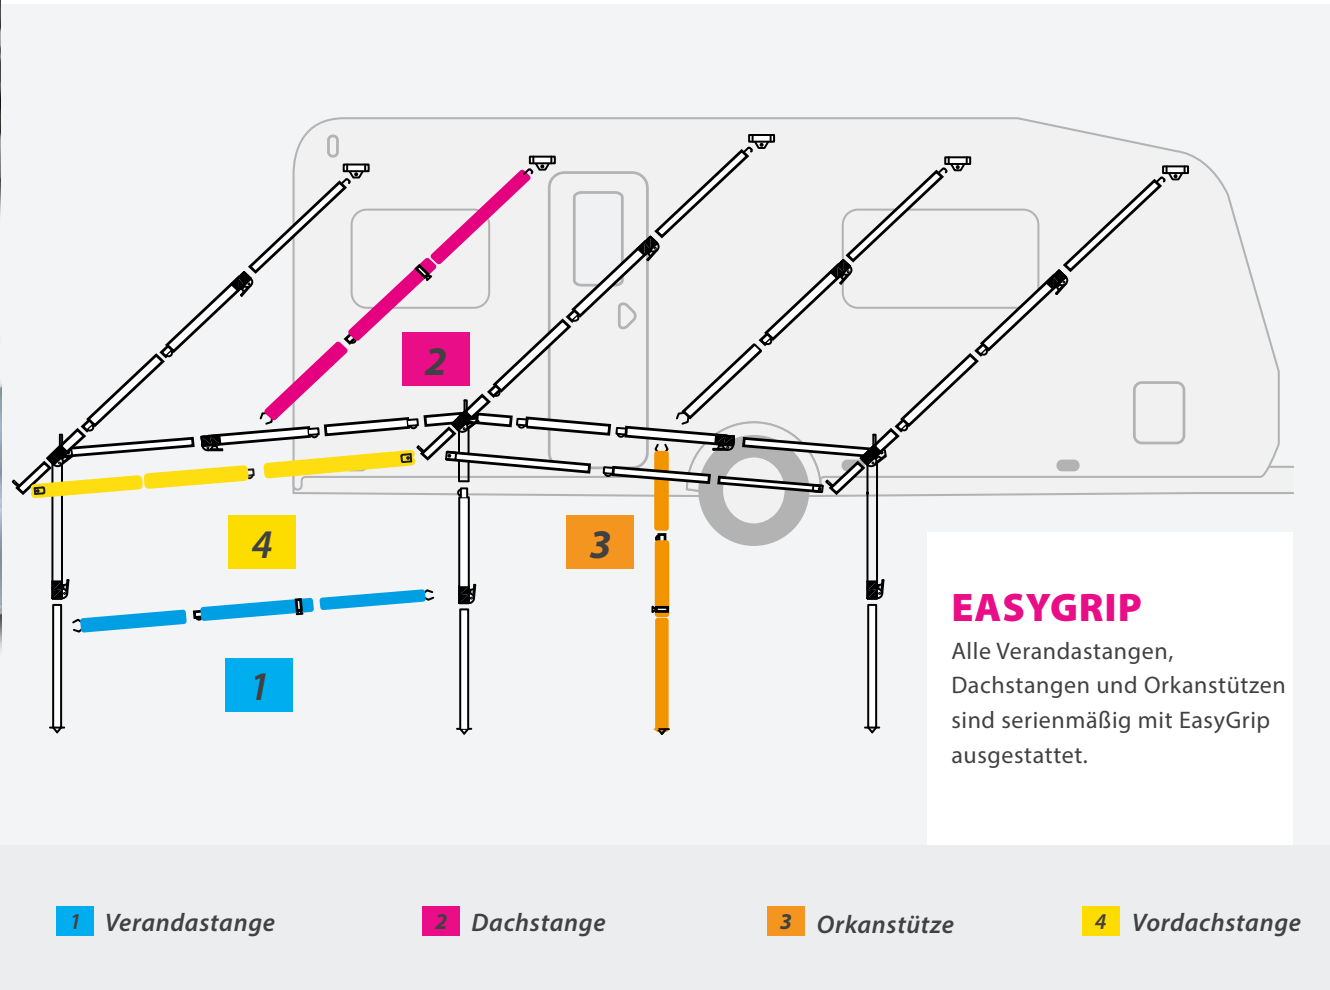 2
4
3
1
EASYGRIP
Alle Verandastangen,
Dachstangen und Orkanstützen
sind serienmäßig mit EasyGrip
ausgestattet.
1 Verandastange
2 Dachstange
3 Orkanstütze
4 Vordachstange